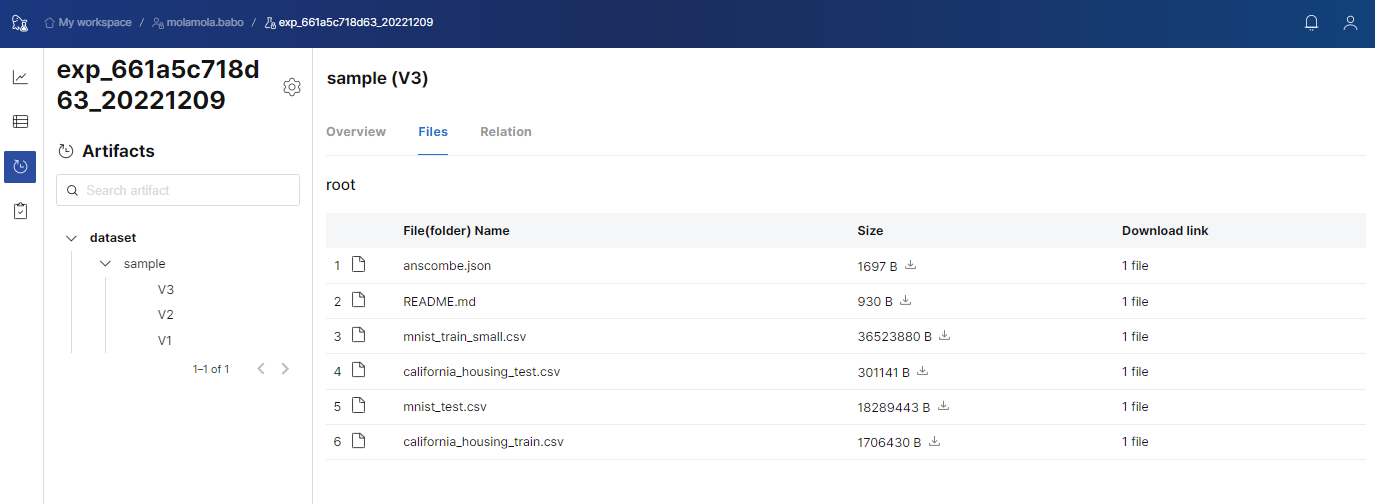 My workspace / molamola.babo / exp_661a5c718d63_20221209
exp_661a5c718d
63_20221209
Artifacts
Search artifact
dataset
sample
V3
V2
V1
1–1 of 1
sample (V3)
Overview Files Relation
root
File(folder) Name Size Download link
1 anscombe.json 1697 B 1 file
2 README.md 930 B 1 file
3 mnist_train_small.csv 36523880 B 1 file
4 california_housing_test.csv 301141 B 1 file
5 mnist_test.csv 18289443 B 1 file
6 california_housing_train.csv 1706430 B 1 file